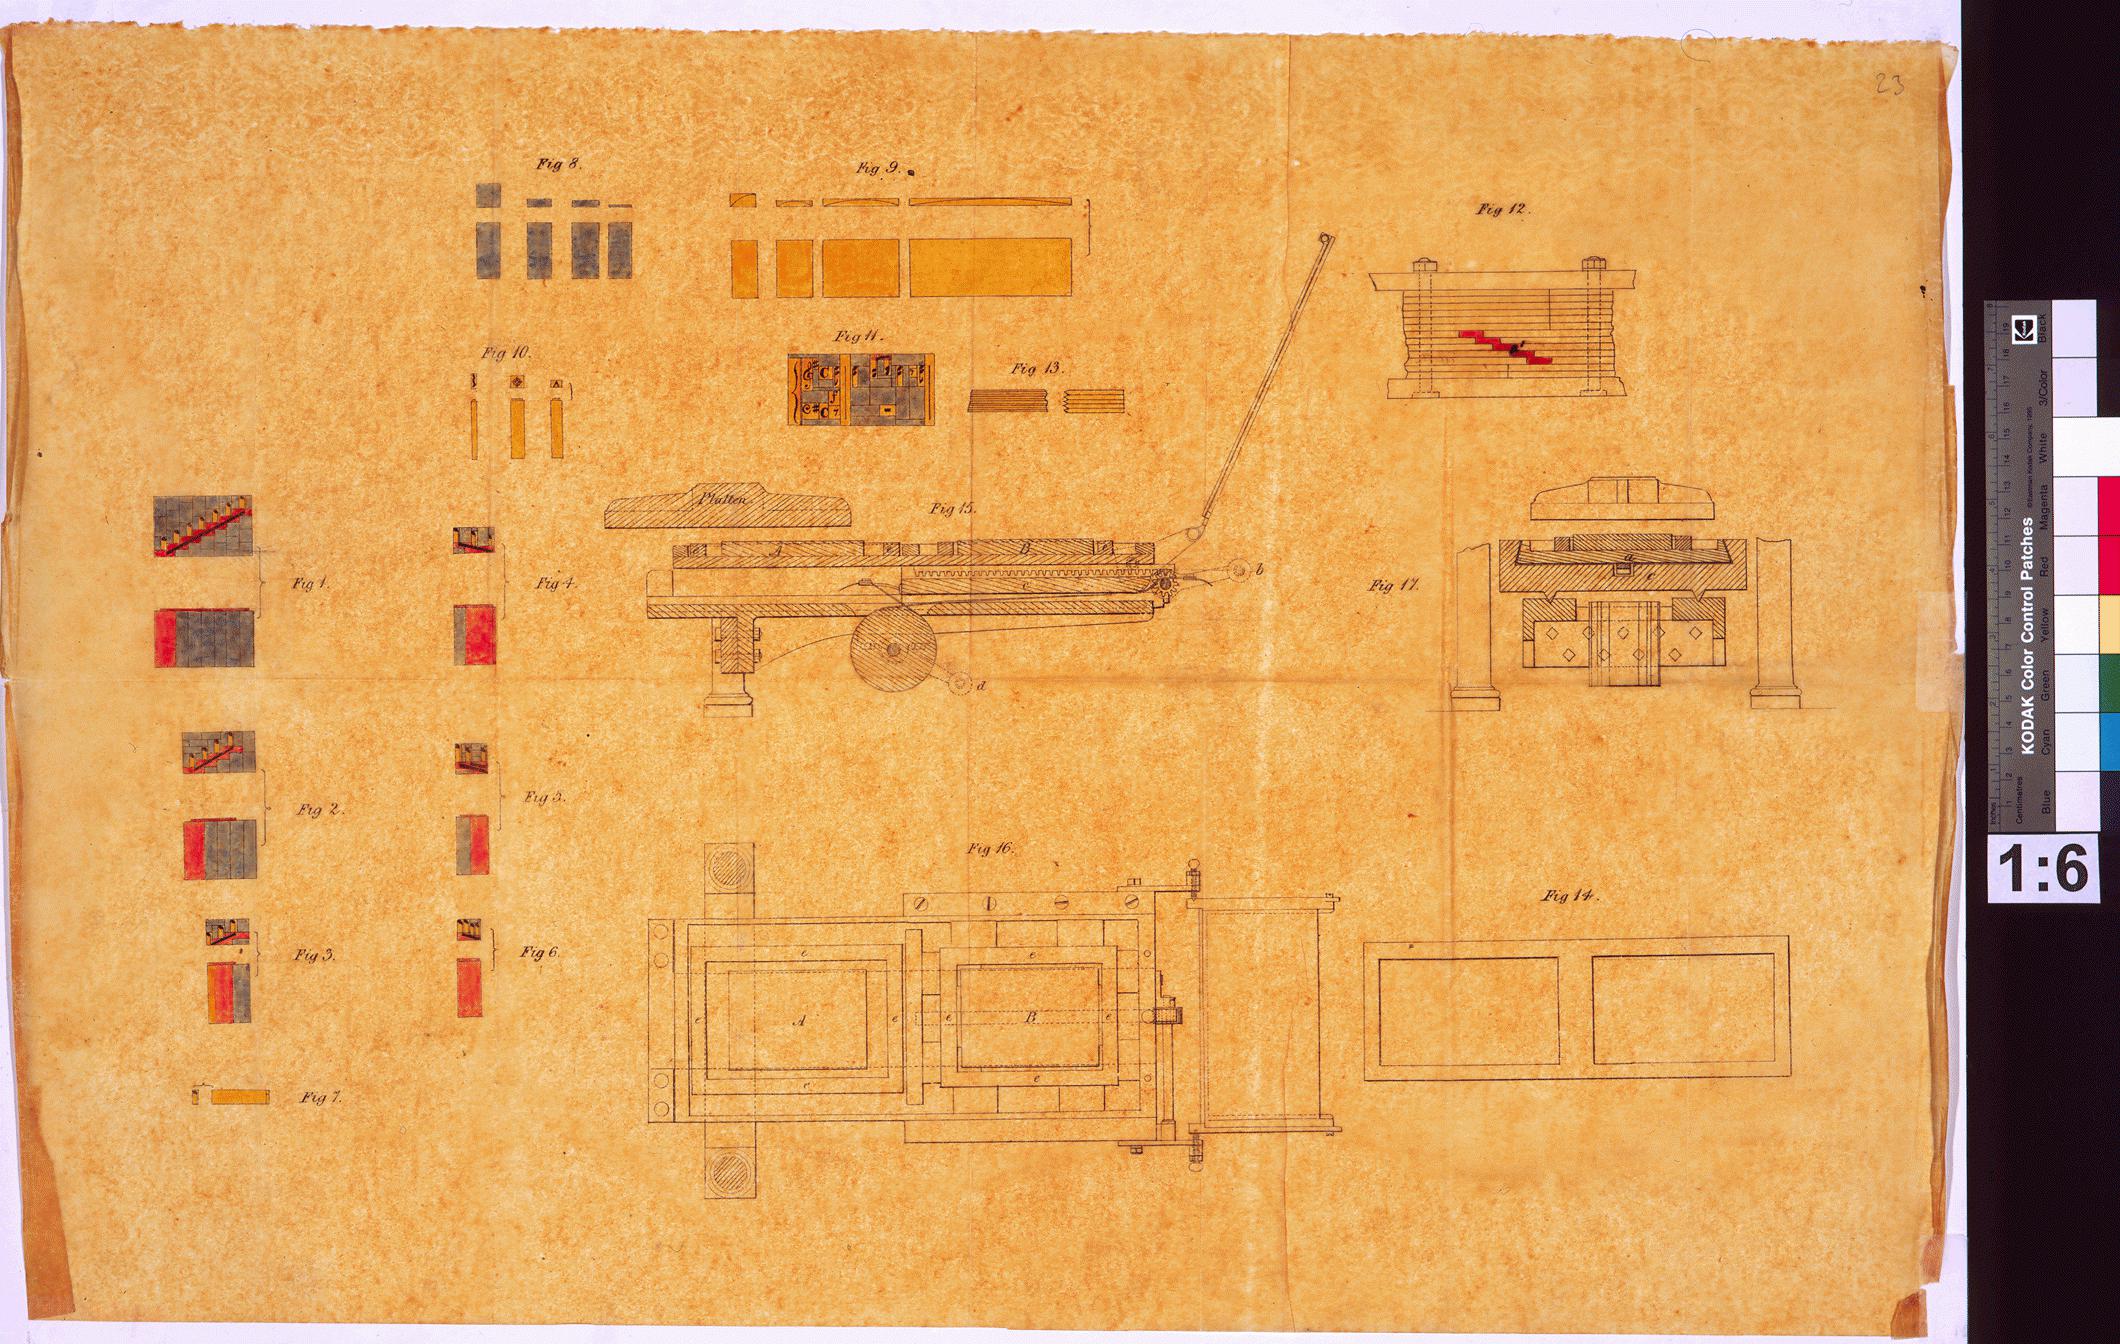 23
Fig 8.
Fig 9.
Fig 12.
Fig 11.
Fig 10.
Fig 13.
Platten
Fig 15.
A
B
c
b
d
Fig 17.
a
c
Fig 1.
Fig 4.
Fig 2.
Fig 5.
Fig 16.
Fig 14.
Fig 3.
Fig 6.
Fig 7.
e
e
e
A
e
e
B
e
e
e
KODAK Color Control Patches
©Eastman Kodak Company, 1995
Kodak
Blue
Cyan
Green
Yellow
Red
Magenta
White
3/Color
Black
Inches
Centimetres
1:6